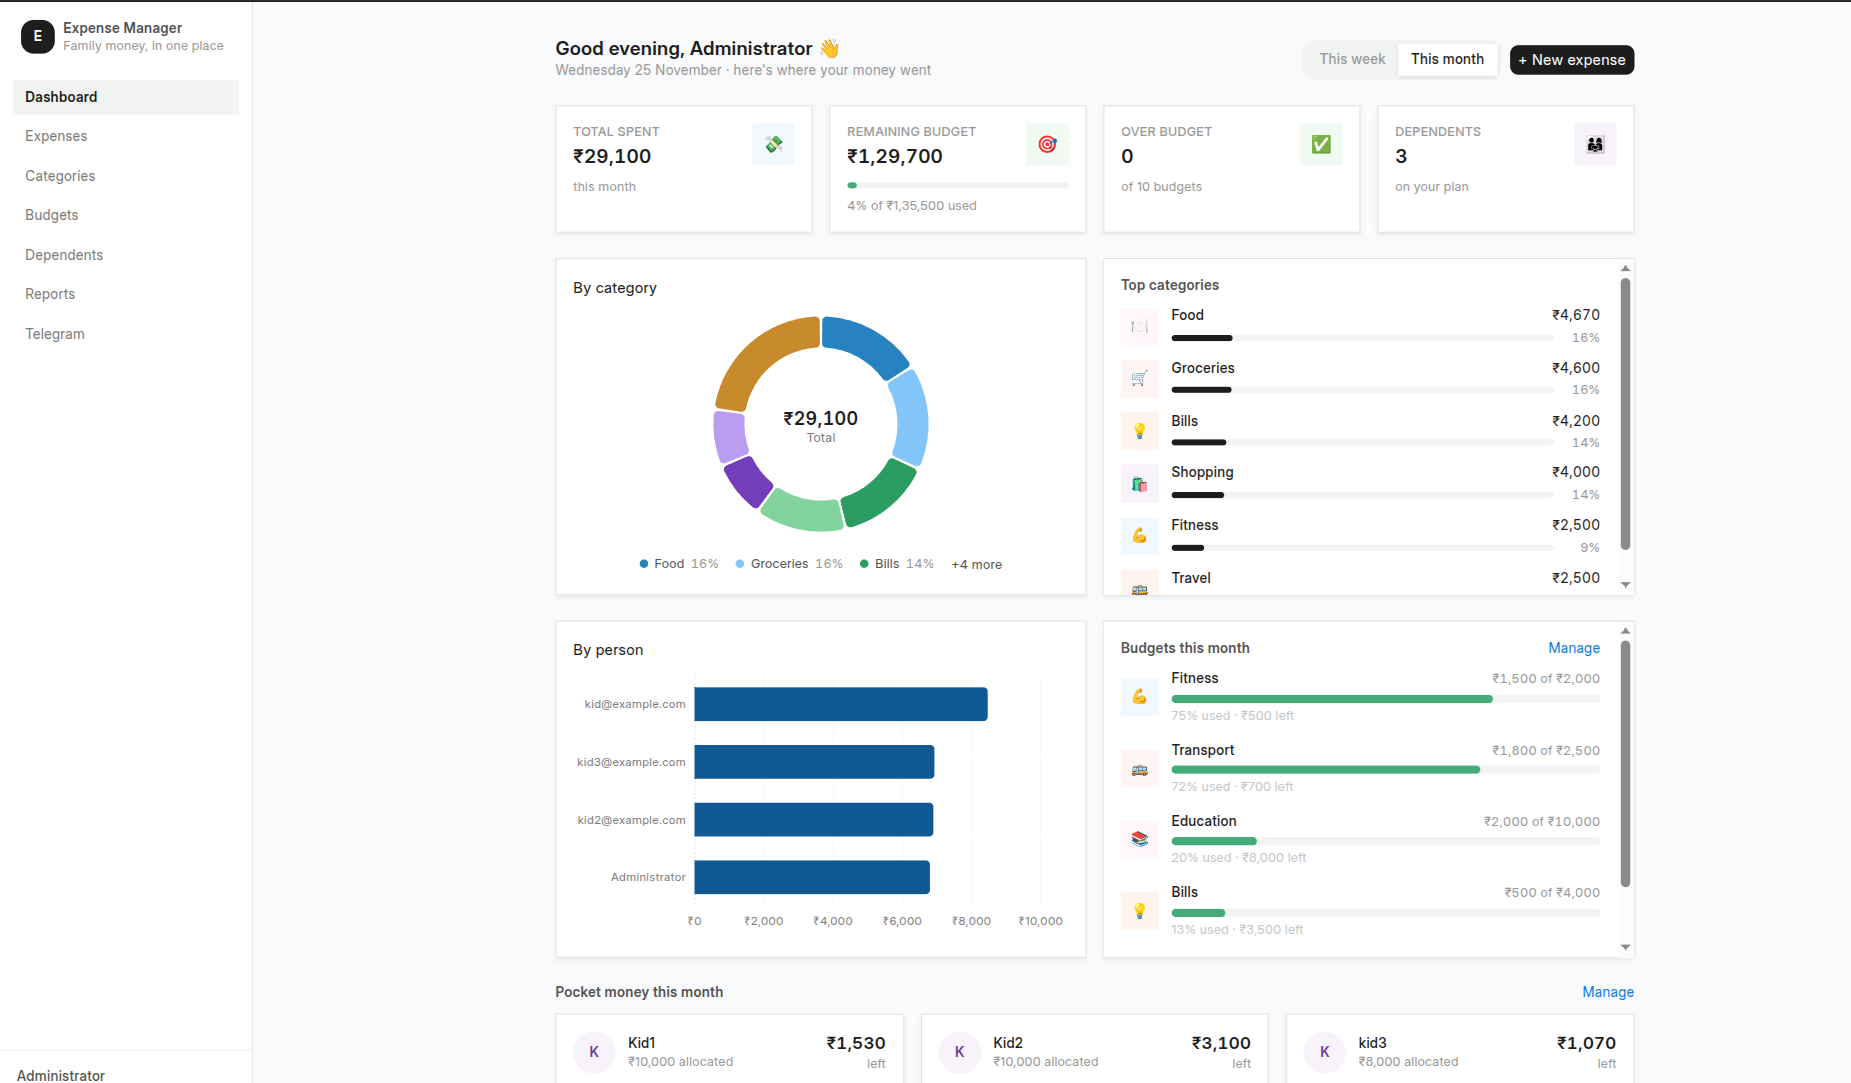 E
Expense Manager
Family money, in one place
Dashboard
Expenses
Categories
Budgets
Dependents
Reports
Telegram
Administrator
Good evening, Administrator 👋
Wednesday 25 November · here's where your money went
This week
This month
+ New expense
TOTAL SPENT
₹29,100
this month
REMAINING BUDGET
₹1,29,700
4% of ₹1,35,500 used
OVER BUDGET
0
of 10 budgets
DEPENDENTS
3
on your plan
By category
₹29,100
Total
Food 16% Groceries 16% Bills 14% +4 more
Top categories
Food ₹4,670
16%
Groceries ₹4,600
16%
Bills ₹4,200
14%
Shopping ₹4,000
14%
Fitness ₹2,500
9%
Travel ₹2,500
By person
kid@example.com
kid3@example.com
kid2@example.com
Administrator
₹0 ₹2,000 ₹4,000 ₹6,000 ₹8,000 ₹10,000
Budgets this month Manage
Fitness ₹1,500 of ₹2,000
75% used · ₹500 left
Transport ₹1,800 of ₹2,500
72% used · ₹700 left
Education ₹2,000 of ₹10,000
20% used · ₹8,000 left
Bills ₹500 of ₹4,000
13% used · ₹3,500 left
Pocket money this month Manage
K
Kid1 ₹1,530
₹10,000 allocated left
K
Kid2 ₹3,100
₹10,000 allocated left
K
kid3 ₹1,070
₹8,000 allocated left